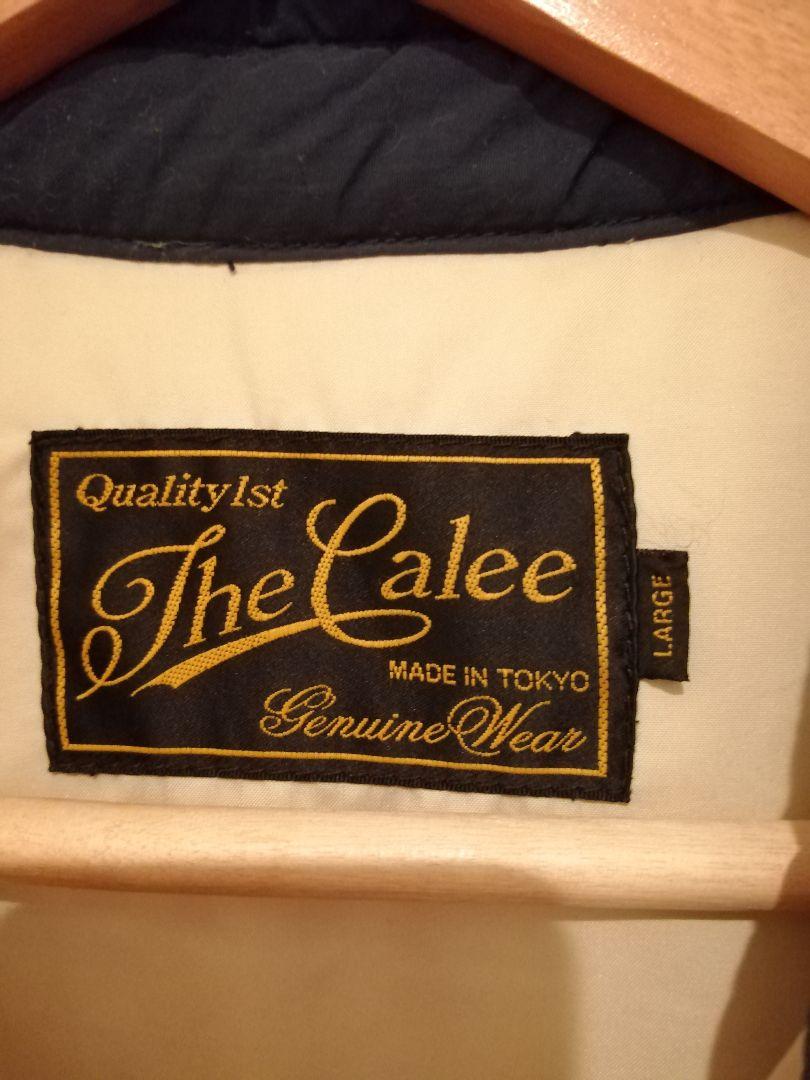 Quality 1st
The Calee
MADE IN TOKYO
Genuine Wear
LARGE